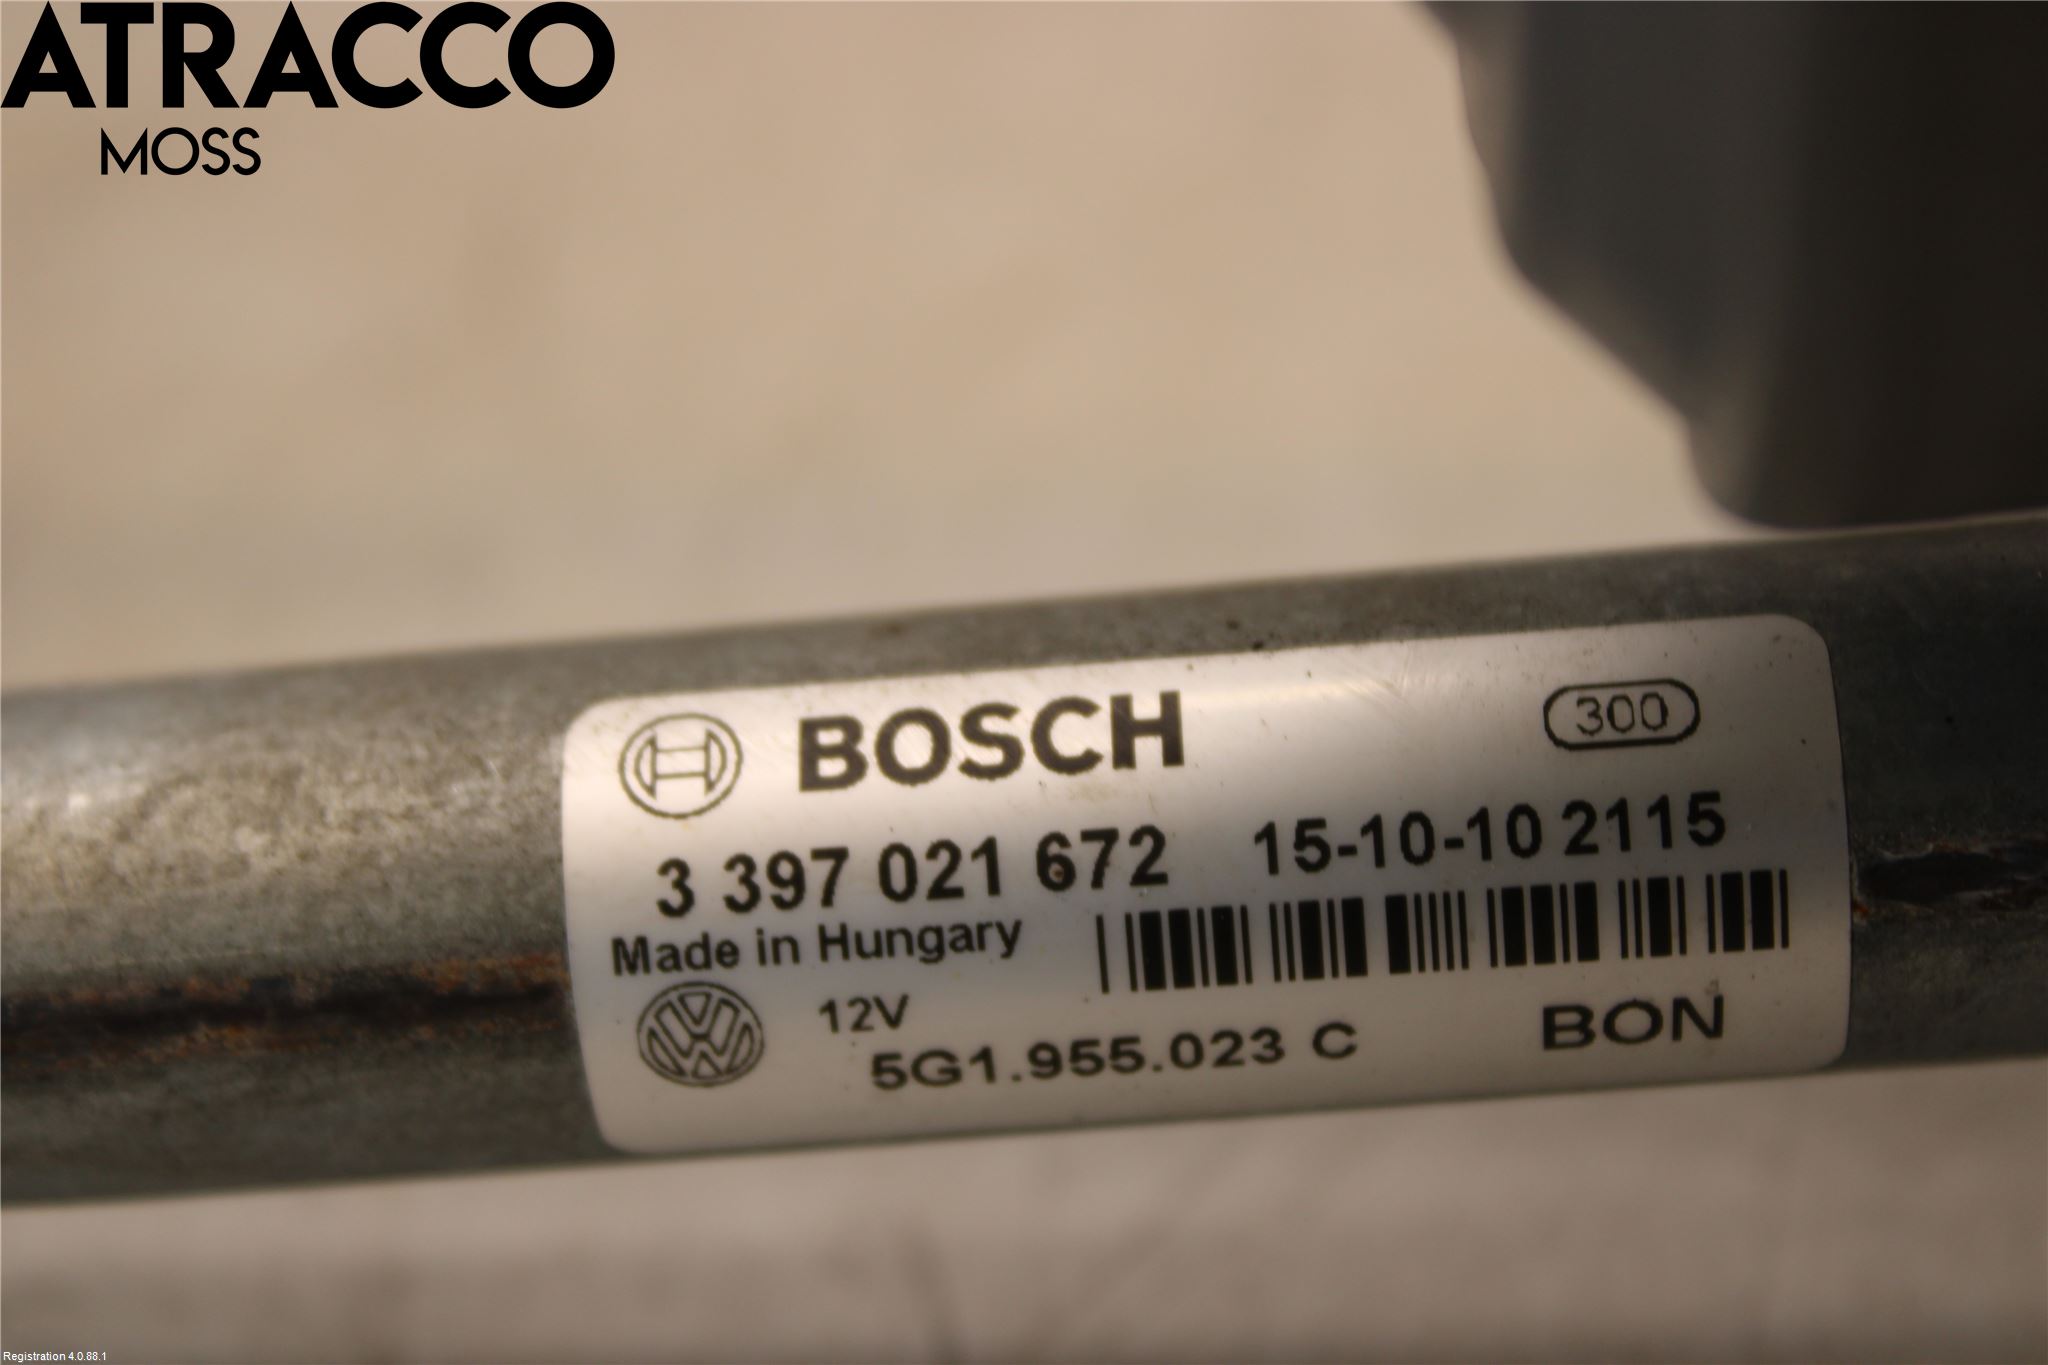 ATRACCO
MOSS
BOSCH
300
3 397 021 672 15-10-10 2115
Made in Hungary
12V
5G1.955.023 C
BON
Registration 4.0.88.1